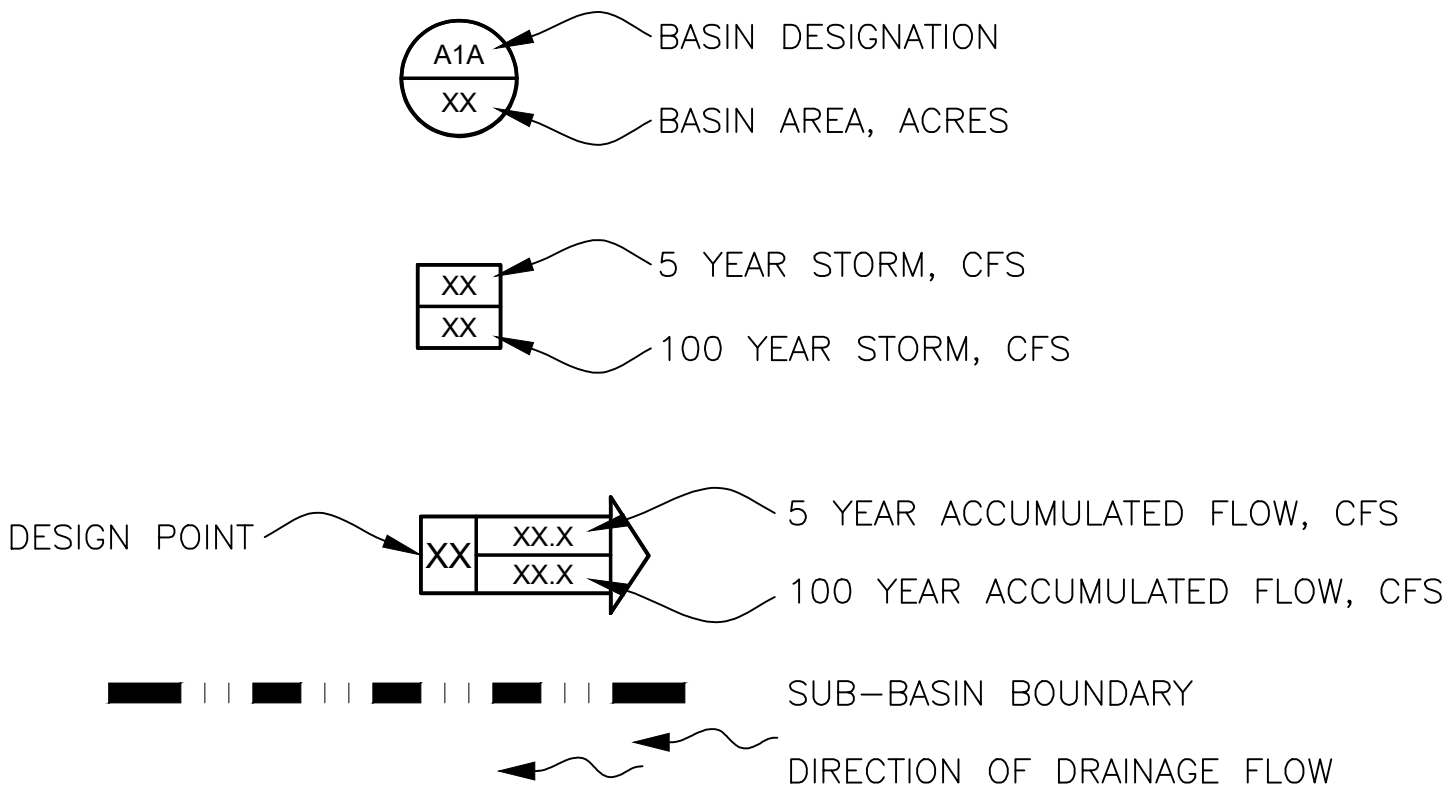 A1A
BASIN DESIGNATION
XX
BASIN AREA, ACRES
XX
5 YEAR STORM, CFS
XX
100 YEAR STORM, CFS
DESIGN POINT
XX
XX.X
5 YEAR ACCUMULATED FLOW, CFS
XX.X
100 YEAR ACCUMULATED FLOW, CFS
SUB-BASIN BOUNDARY
DIRECTION OF DRAINAGE FLOW